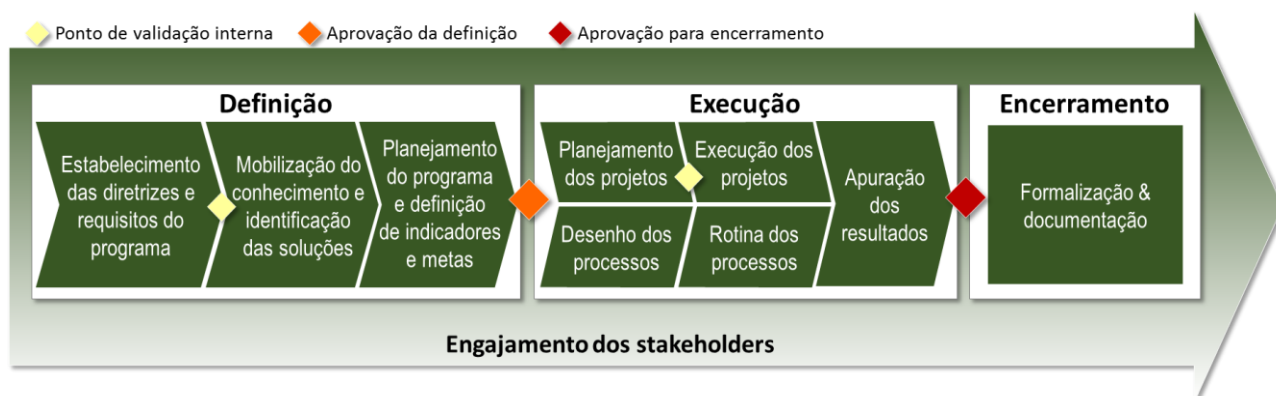 Ponto de validação interna
Aprovação da definição
Aprovação para encerramento
Definição
Estabelecimento
das diretrizes e
requisitos do
programa
Mobilização do
conhecimento e
identificação
das soluções
Planejamento
do programa
e definição
de indicadores
e metas
Execução
Planejamento
dos projetos
Execução dos
projetos
Desenho dos
processos
Rotina dos
processos
Apuração
dos
resultados
Encerramento
Formalização &
documentação
Engajamento dos stakeholders